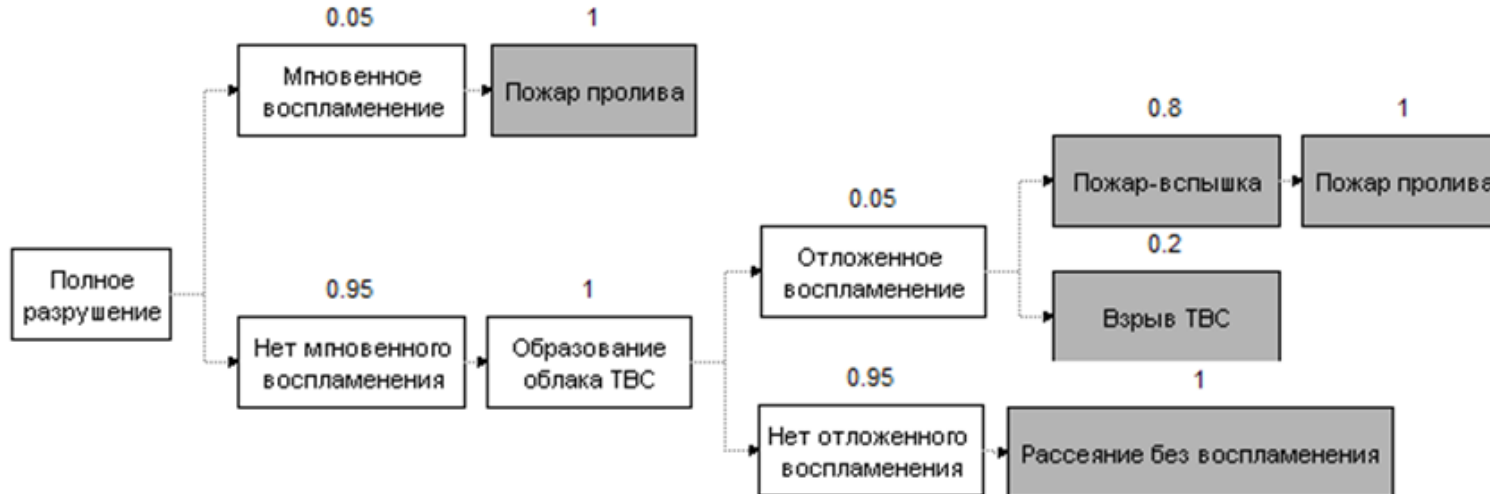 0.05
1
Мгновенное
воспламенение
Пожар пролива
0.8
1
Пожар-вспышка
Пожар пролива
0.05
Отложенное
воспламенение
0.2
Взрыв ТВС
Полное
разрушение
0.95
1
Нет мгновенного
воспламенения
Образование
облака ТВС
0.95
1
Нет отложенного
воспламенения
Рассеяние без воспламенения